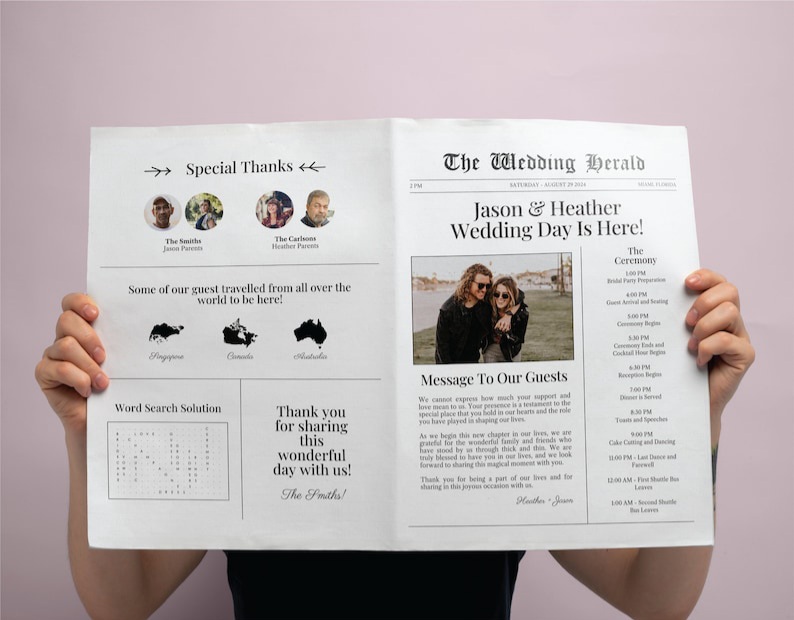 Special Thanks
The Smiths
Jason Parents
The Carlsons
Heather Parents
Some of our guest travelled from all over the
world to be here!
Singapore
Canada
Australia
Word Search Solution
Thank you
for sharing
this
wonderful
day with us!
The Smiths!
The Wedding Herald
2 PM
SATURDAY - AUGUST 29 2024
MIAMI, FLORIDA
Jason & Heather
Wedding Day Is Here!
Message To Our Guests
We cannot express how much your support and
love mean to us. Your presence is a testament to the
special place that you hold in our hearts and the role
you have played in shaping our lives.
As we begin this new chapter in our lives, we are
grateful for the wonderful family and friends who
have stood by us through thick and thin. We are
truly blessed to have you in our lives, and we look
forward to sharing this magical moment with you.
Thank you for being a part of our lives and for
sharing in this joyous occasion with us.
Heather + Jason
The
Ceremony
1:00 PM
Bridal Party Preparation
4:00 PM
Guest Arrival and Seating
5:00 PM
Ceremony Begins
5:30 PM
Ceremony Ends and
Cocktail Hour Begins
6:30 PM
Reception Begins
7:00 PM
Dinner is Served
8:30 PM
Toasts and Speeches
9:00 PM
Cake Cutting and Dancing
11:00 PM - Last Dance and
Farewell
12:00 AM - First Shuttle Bus
Leaves
1:00 AM - Second Shuttle
Bus Leaves